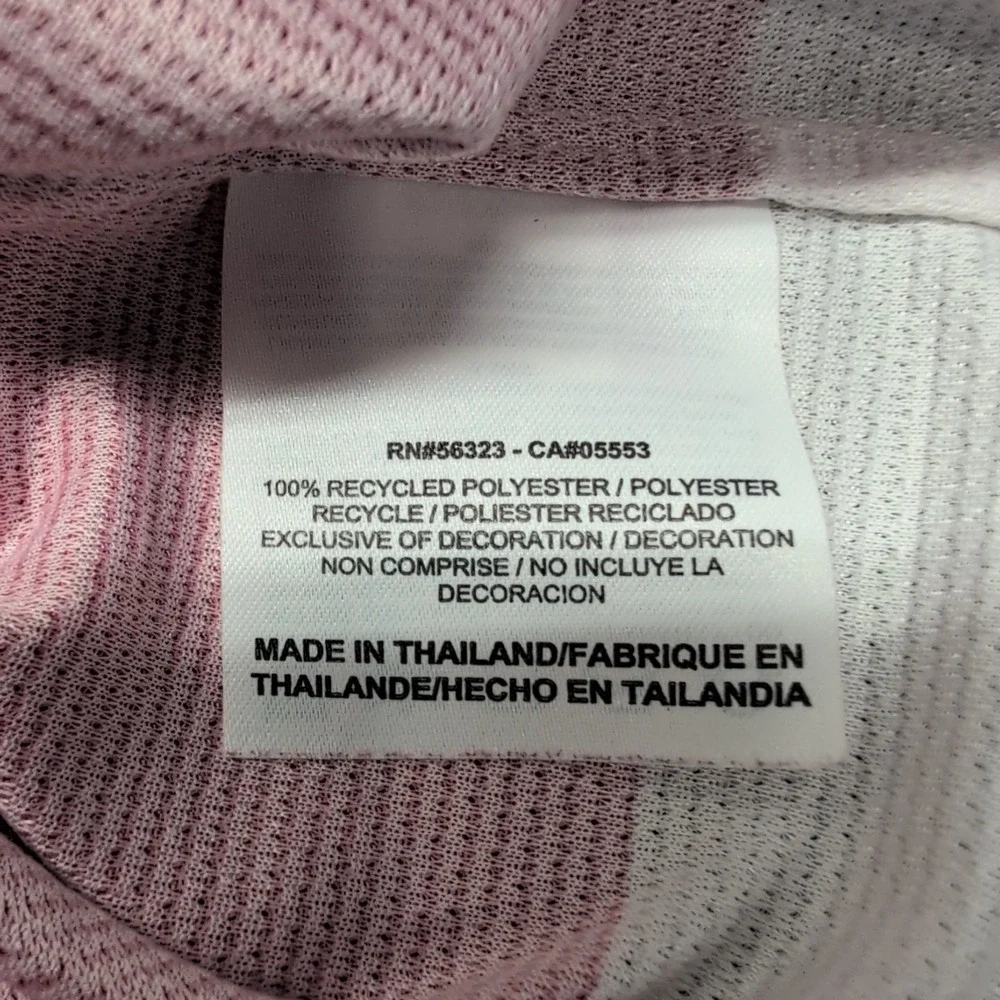 RN#56323 - CA#05553
100% RECYCLED POLYESTER / POLYESTER
RECYCLE / POLIESTER RECICLADO
EXCLUSIVE OF DECORATION / DECORATION
NON COMPRISE / NO INCLUYE LA
DECORACION
MADE IN THAILAND/FABRIQUE EN
THAILANDE/HECHO EN TAILANDIA